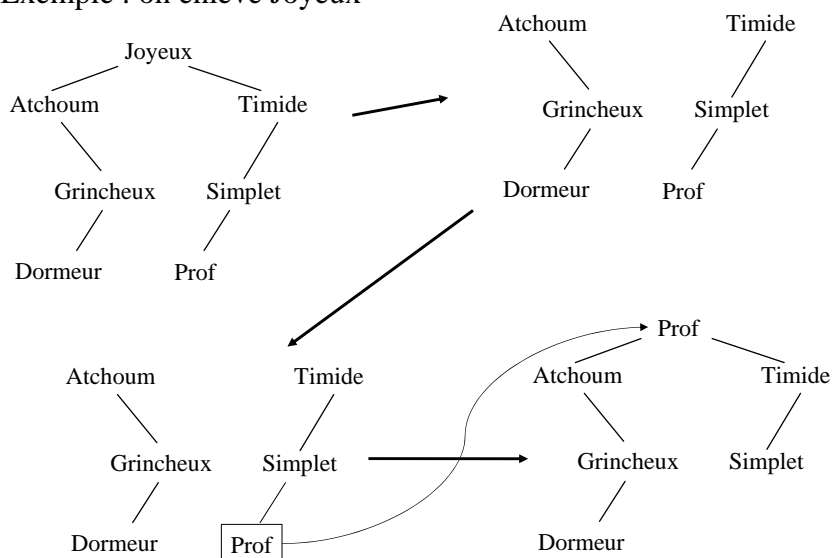 Exemple : on enlève Joyeux
Joyeux
Atchoum Timide
Grincheux Simplet
Dormeur Prof
Atchoum Timide
Grincheux Simplet
Dormeur Prof
Atchoum Timide
Grincheux Simplet
Dormeur Prof
Prof
Atchoum Timide
Grincheux Simplet
Dormeur